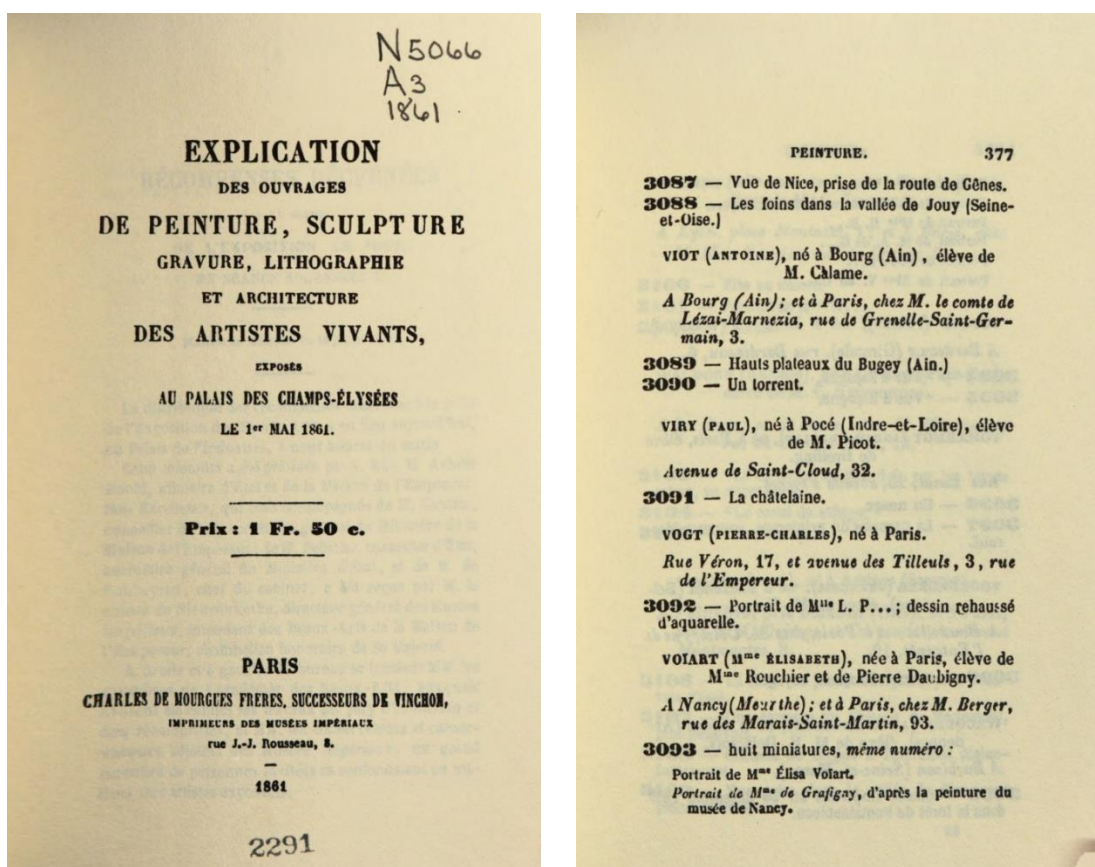 N5066
A3
1861
EXPLICATION
DES OUVRAGES
DE PEINTURE, SCULPTURE
GRAVURE, LITHOGRAPHIE
ET ARCHITECTURE
DES ARTISTES VIVANTS,
EXPOSÉS
AU PALAIS DES CHAMPS-ÉLYSÉES
LE 1er MAI 1861.
Prix : 1 Fr. 50 c.
PARIS
CHARLES DE MOURGUES FRERES, SUCCESSEURS DE VINCHON,
IMPRIMEURS DES MUSÉES IMPÉRIAUX
rue J.-J. Rousseau, 8.
1861
2291
PEINTURE. 377
3087 — Vue de Nice, prise de la route de Gênes.
3088 — Les foins dans la vallée de Jouy (Seine-
et-Oise.)
VIOT (ANTOINE), né à Bourg (Ain), élève de
M. Calame.
A Bourg (Ain); et à Paris, chez M. le comte de
Lézai-Marnezia, rue de Grenelle-Saint-Ger-
main, 3.
3089 — Hauts plateaux du Bugey (Ain.)
3090 — Un torrent.
VIRY (PAUL), né à Pocé (Indre-et-Loire), élève
de M. Picot.
Avenue de Saint-Cloud, 32.
3091 — La châtelaine.
VOGT (PIERRE-CHARLES), né à Paris.
Rue Véron, 17, et avenue des Tilleuls, 3, rue
de l'Empereur.
3092 — Portrait de Mlle L. P...; dessin rehaussé
d'aquarelle.
VOIART (Mme ÉLISABETH), née à Paris, élève de
Mme Rouchier et de Pierre Daubigny.
A Nancy (Meurthe); et à Paris, chez M. Berger,
rue des Marais-Saint-Martin, 93.
3093 — huit miniatures, même numéro :
Portrait de Mme Élisa Voïart.
Portrait de Mme de Grafigny, d'après la peinture du
musée de Nancy.